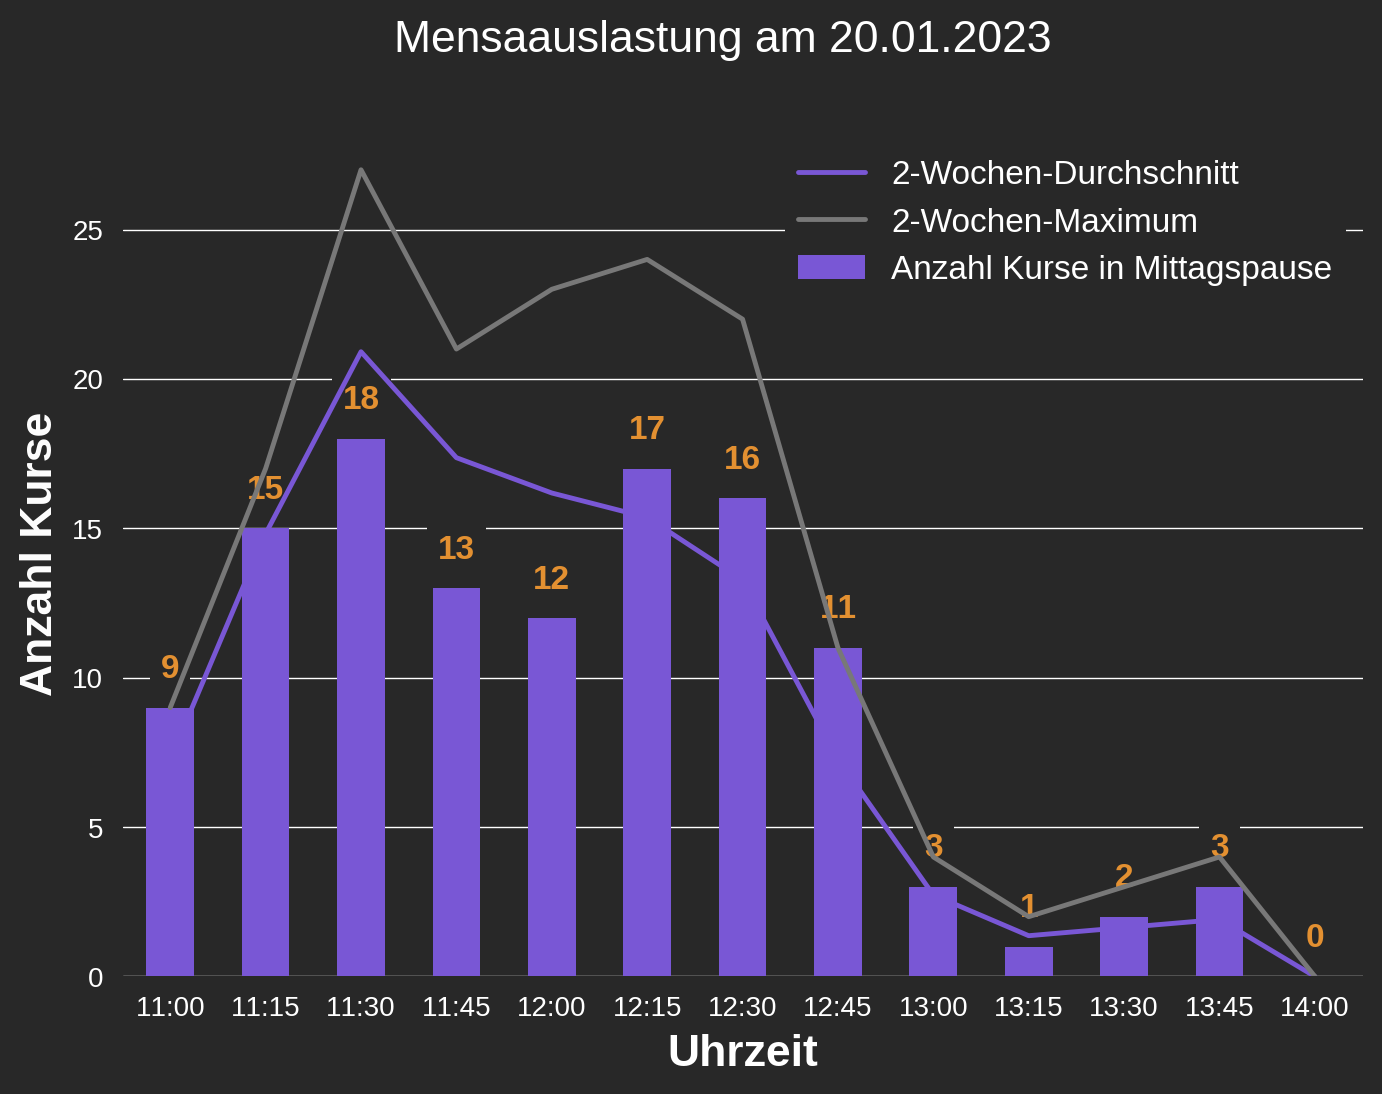 Mensaauslastung am 20.01.2023
2-Wochen-Durchschnitt
2-Wochen-Maximum
Anzahl Kurse in Mittagspause
Anzahl Kurse
25
20
15
10
5
0
9
15
18
13
12
17
16
11
3
1
2
3
0
11:00 11:15 11:30 11:45 12:00 12:15 12:30 12:45 13:00 13:15 13:30 13:45 14:00
Uhrzeit